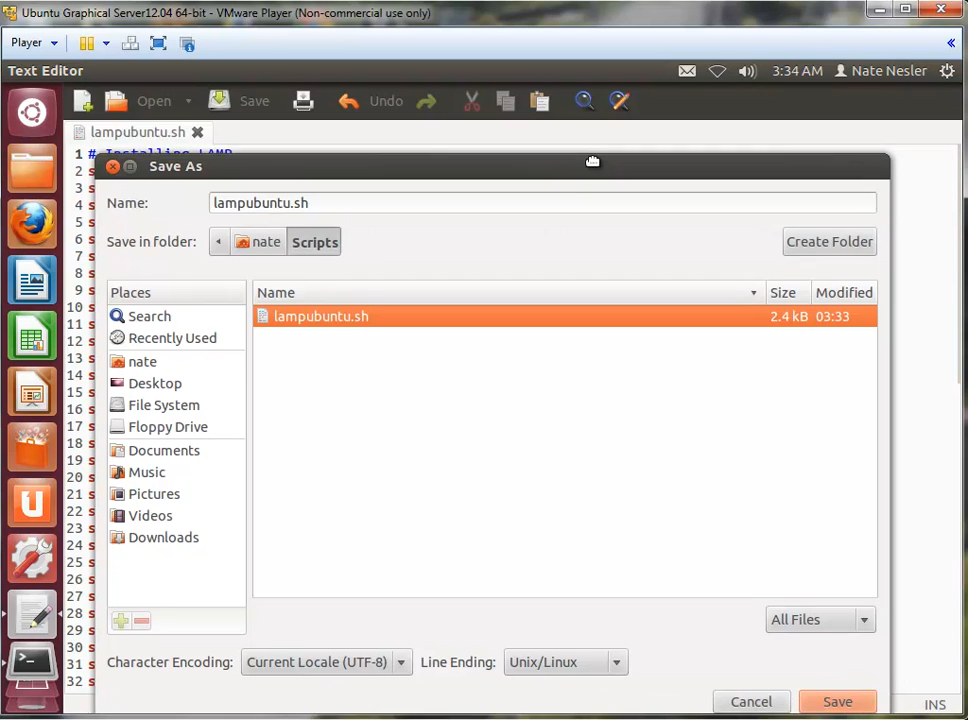 Ubuntu Graphical Server12.04 64-bit - VMware Player (Non-commercial use only)
Player
«
Text Editor
3:34 AM
Nate Nesler
Open
Save
Undo
lampubuntu.sh
1 # Installing LAMP
2 s
3 s
4 s
5 s
6 s
7 s
8 s
9 s
10 s
11 s
12 s
13 s
14 s
15 s
16 s
17 s
18 s
19 s
20 s
21 s
22 s
23 s
24 s
25 s
26 s
27 s
28 s
29 s
30 s
31 s
32 s
Save As
Name:
lampubuntu.sh
Save in folder:
nate
Scripts
Create Folder
Places
Search
Recently Used
nate
Desktop
File System
Floppy Drive
Documents
Music
Pictures
Videos
Downloads
Name
Size
Modified
lampubuntu.sh
2.4 kB
03:33
All Files
Character Encoding:
Current Locale (UTF-8)
Line Ending:
Unix/Linux
Cancel
Save
INS